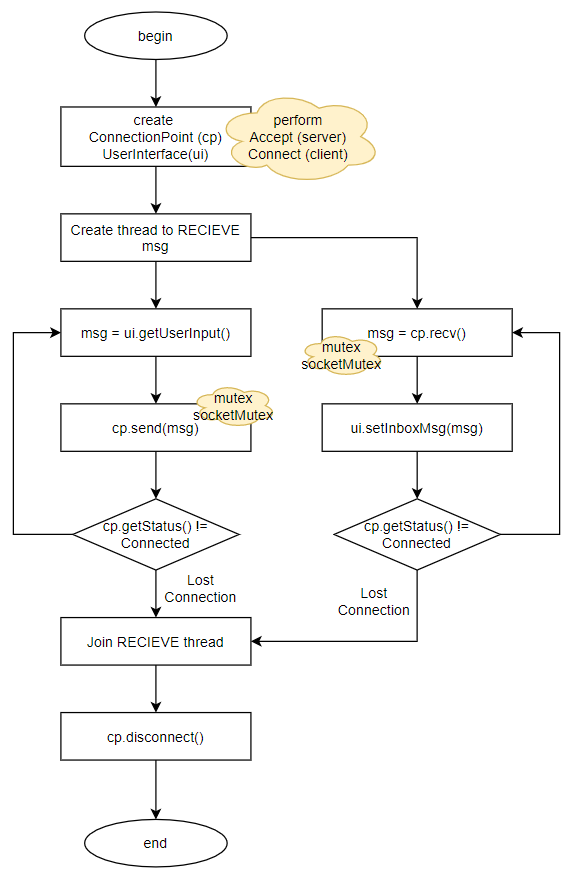 begin
create
ConnectionPoint (cp)
UserInterface(ui)
perform
Accept (server)
Connect (client)
Create thread to RECIEVE
msg
msg = ui.getUserInput()
msg = cp.recv()
mutex
socketMutex
mutex
socketMutex
cp.send(msg)
ui.setInboxMsg(msg)
cp.getStatus() !=
Connected
cp.getStatus() !=
Connected
Lost
Connection
Lost
Connection
Join RECIEVE thread
cp.disconnect()
end